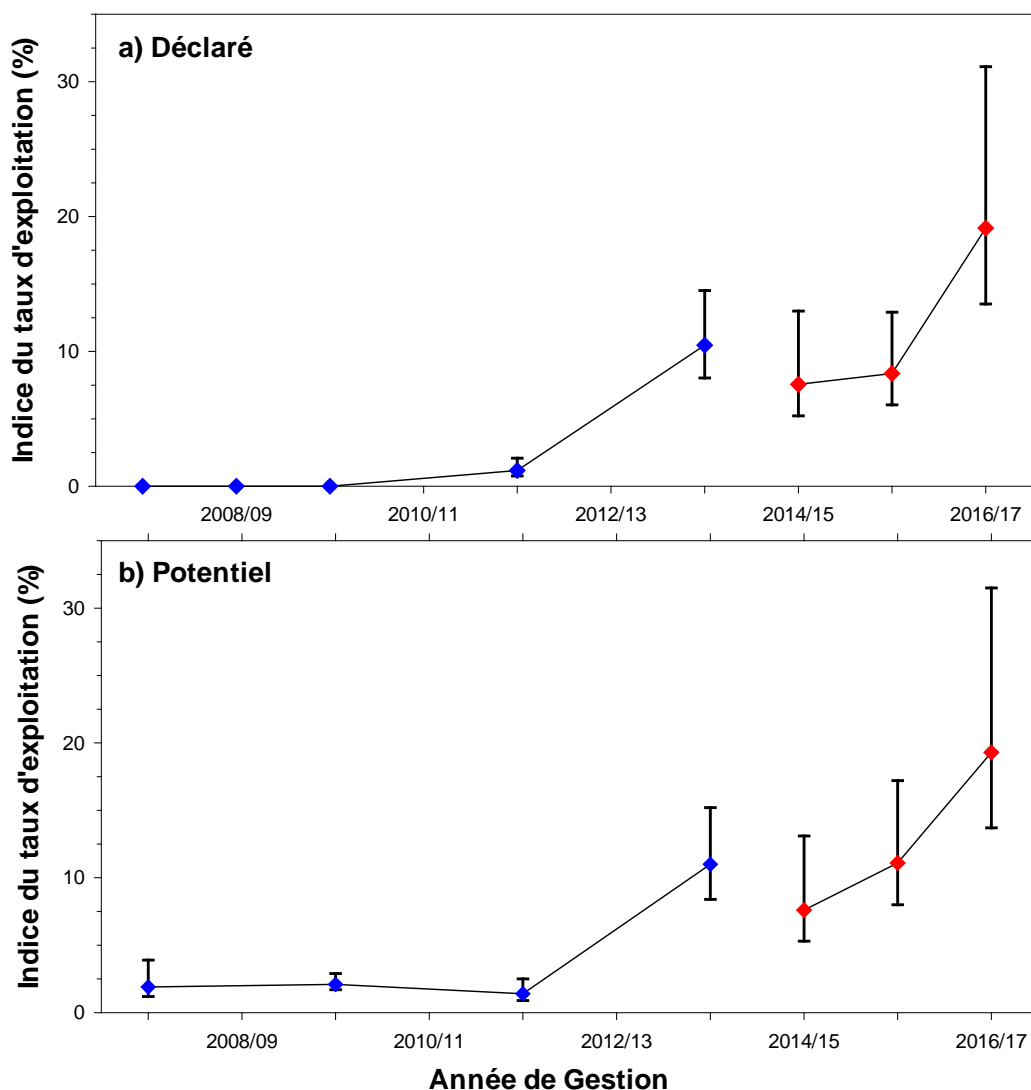 a) Déclaré
Indice du taux d'exploitation (%)
30
20
10
0
2008/09 2010/11 2012/13 2014/15 2016/17
b) Potentiel
Indice du taux d'exploitation (%)
30
20
10
0
2008/09 2010/11 2012/13 2014/15 2016/17
Année de Gestion